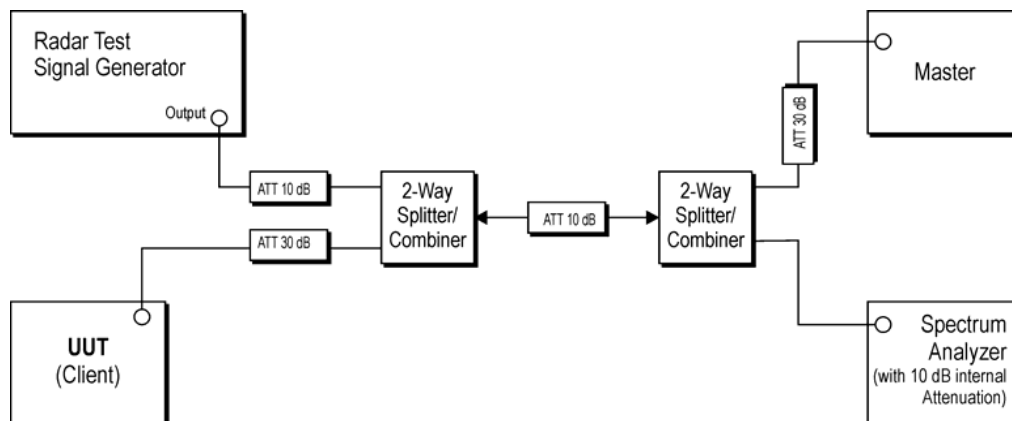 Radar Test
Signal Generator
Output
ATT 10 dB
ATT 30 dB
UUT
(Client)
2-Way
Splitter/
Combiner
ATT 10 dB
2-Way
Splitter/
Combiner
ATT 30 dB
Master
Spectrum
Analyzer
(with 10 dB internal
Attenuation)